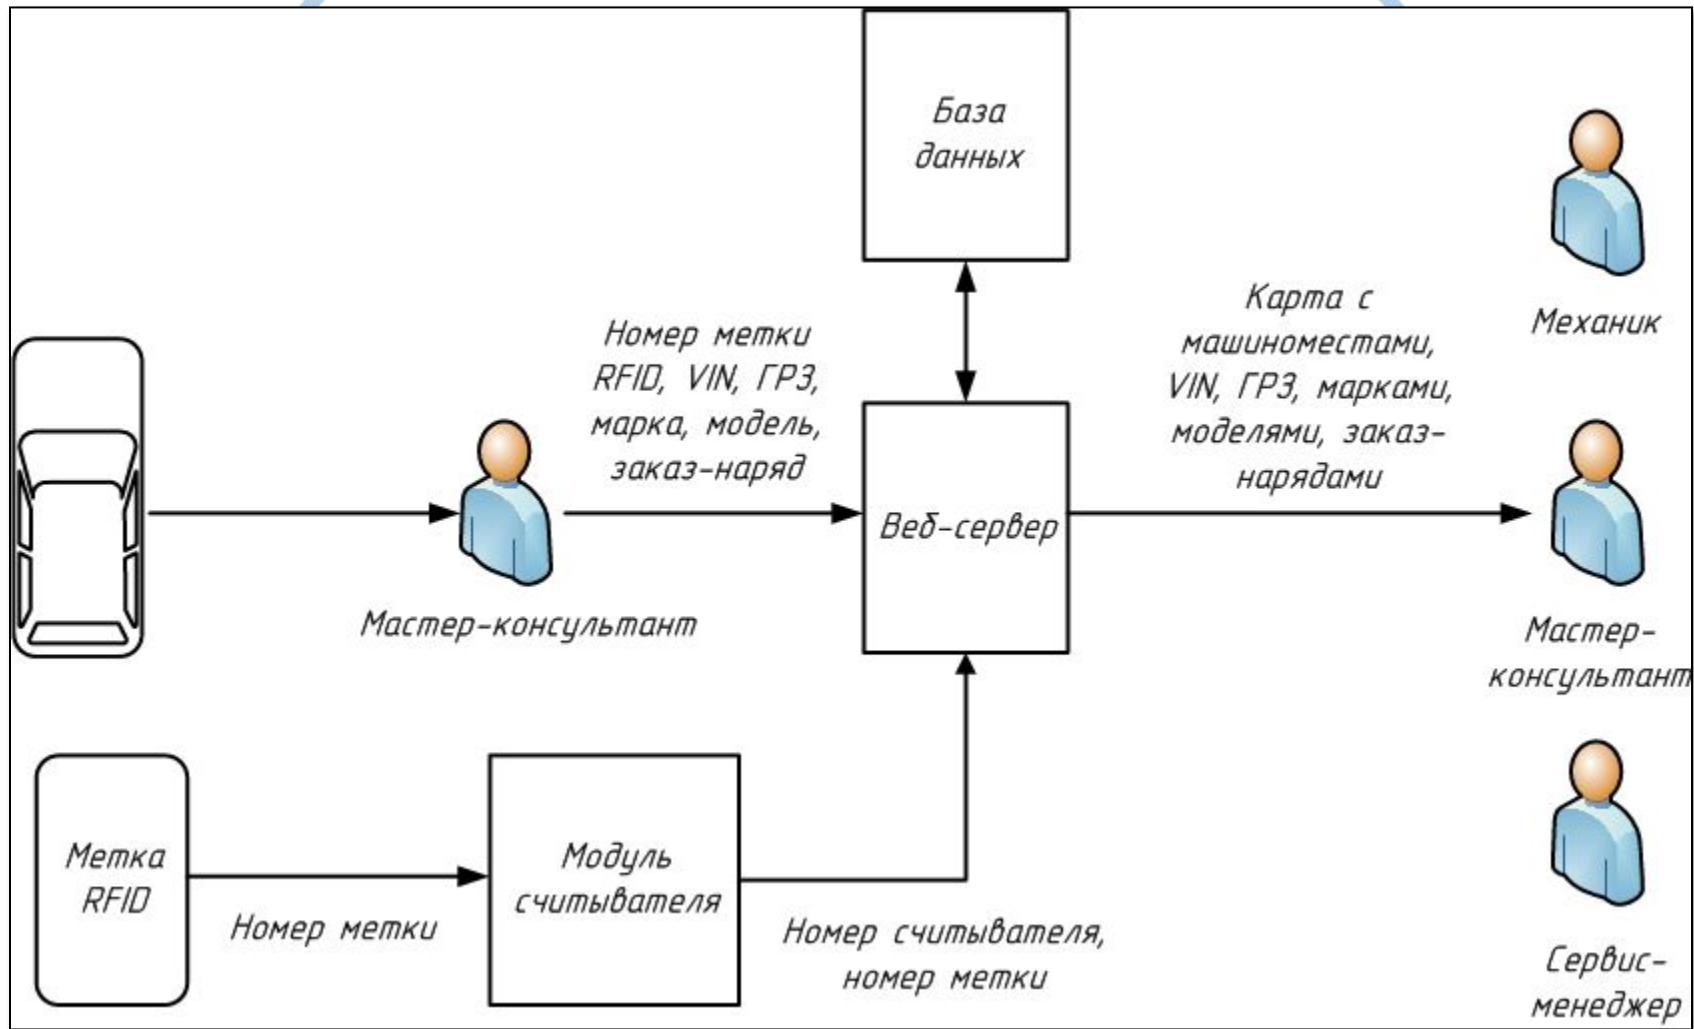 База
данных
Механик
Номер метки
RFID, VIN, ГРЗ,
марка, модель,
заказ-наряд
Карта с
машиноместами,
VIN, ГРЗ, марками,
моделями, заказ-
нарядами
Веб-сервер
Мастер-консультант
Мастер-
консультант
Метка
RFID
Номер метки
Модуль
считывателя
Номер считывателя,
номер метки
Сервис-
менеджер